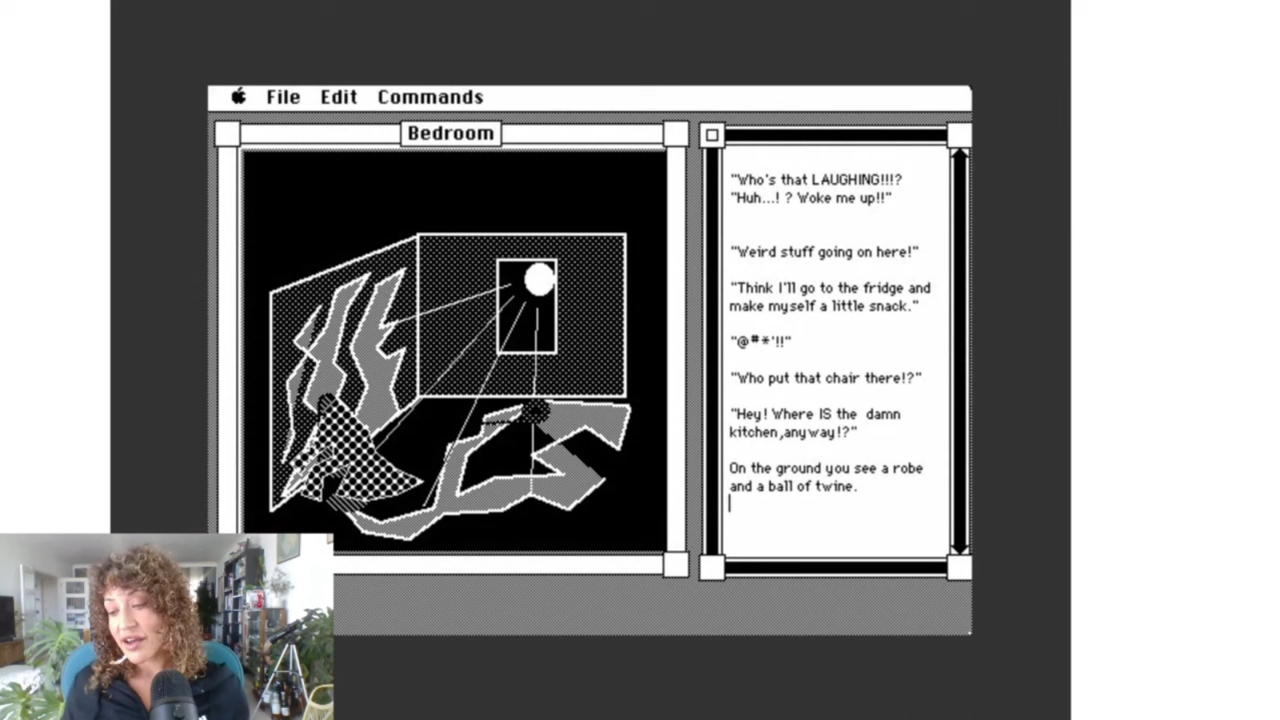 File Edit Commands
Bedroom
"Who's that LAUGHING!!!?
"Huh...! ? Woke me up!!"
"Weird stuff going on here!"
"Think I'll go to the fridge and
make myself a little snack."
"@#*'!!"
"Who put that chair there!?"
"Hey! Where IS the damn
kitchen,anyway!?"
On the ground you see a robe
and a ball of twine.